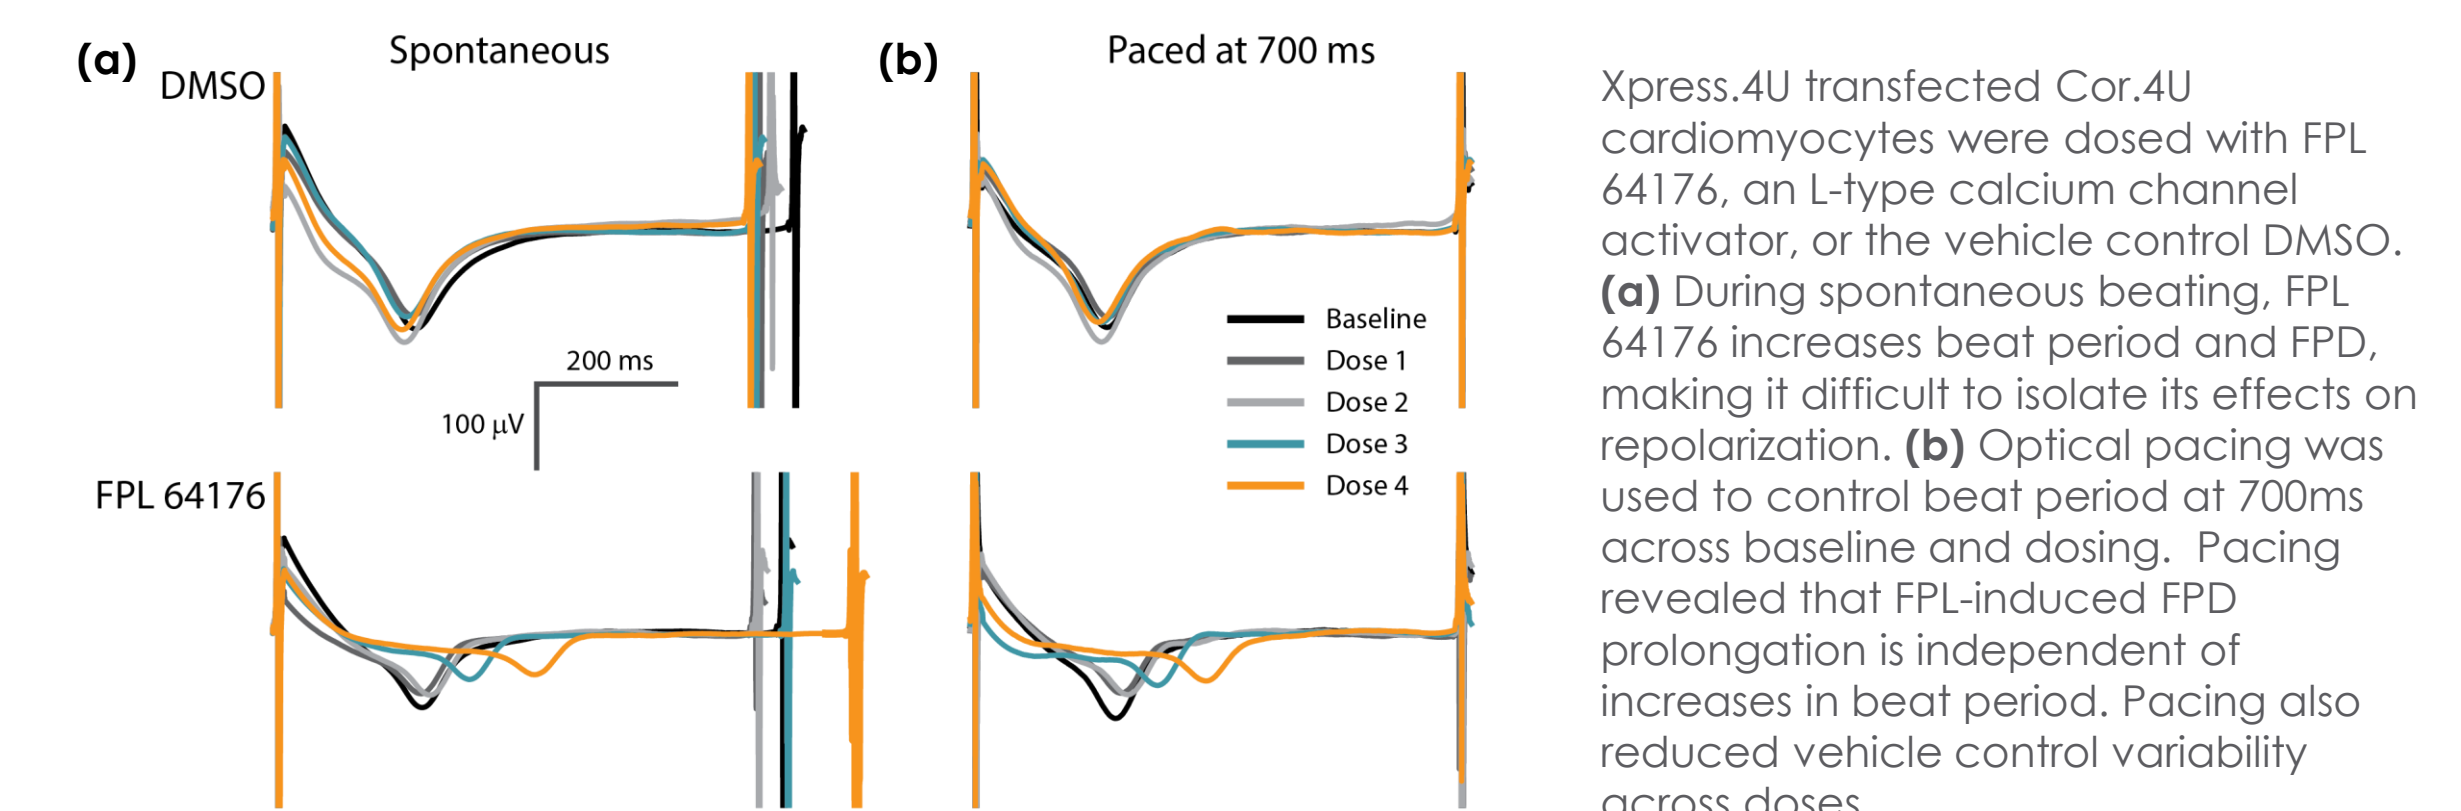 (a)
Spontaneous
(b)
Paced at 700 ms
DMSO
200 ms
100 μV
Baseline
Dose 1
Dose 2
Dose 3
Dose 4
FPL 64176
Xpress.4U transfected Cor.4U
cardiomyocytes were dosed with FPL
64176, an L-type calcium channel
activator, or the vehicle control DMSO.
(a) During spontaneous beating, FPL
64176 increases beat period and FPD,
making it difficult to isolate its effects on
repolarization. (b) Optical pacing was
used to control beat period at 700ms
across baseline and dosing.  Pacing
revealed that FPL-induced FPD
prolongation is independent of
increases in beat period. Pacing also
reduced vehicle control variability
across doses